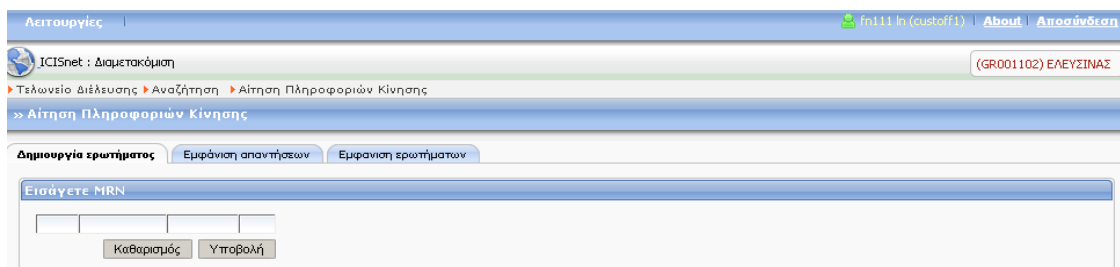 Λειτουργίες | fn111 ln (custoff1) | About | Αποσύνδεση
ICISnet : Διαμετακόμιση (GR001102) ΕΛΕΥΣΙΝΑΣ
Τελωνείο Διέλευσης Αναζήτηση Αίτηση Πληροφοριών Κίνησης
» Αίτηση Πληροφοριών Κίνησης
Δημιουργία ερωτήματος Εμφάνιση απαντήσεων Εμφανιση ερωτημάτων
Εισάγετε MRN
Καθαρισμός Υποβολή